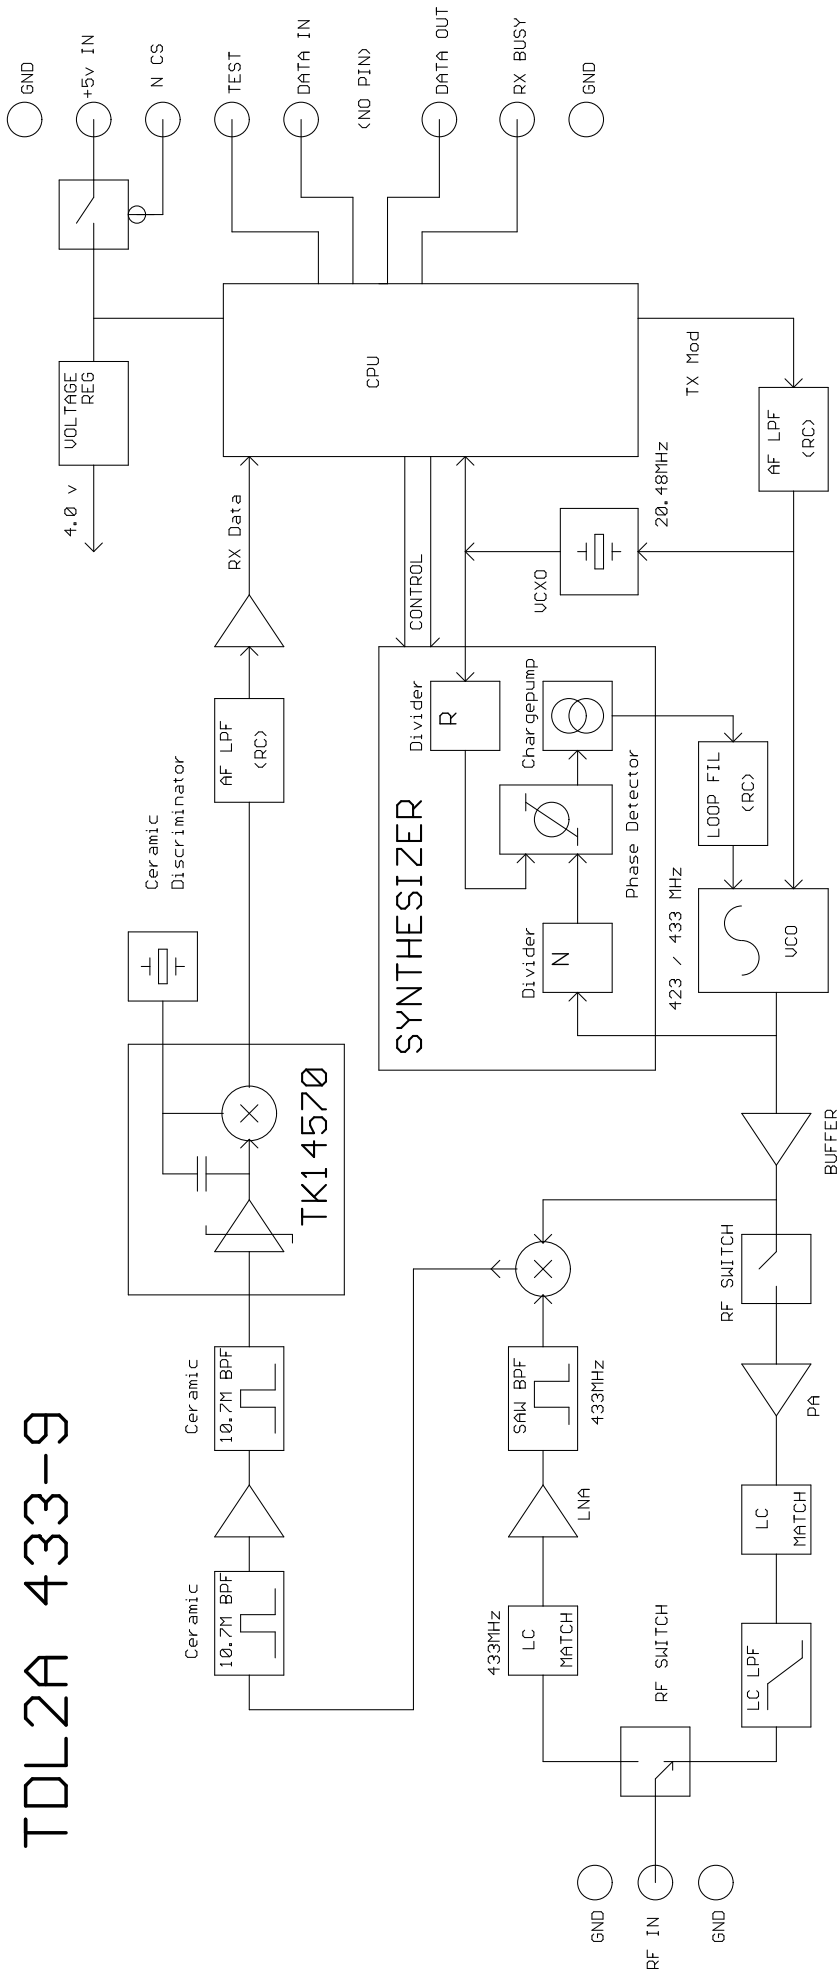 TDL2A 433-9
GND
RF IN
GND
RF SWITCH
433MHz
LC
MATCH
LNA
SAW BPF
433MHz
Ceramic
10.7M BPF
Ceramic
10.7M BPF
TK14570
Ceramic
Discriminator
AF LPF
(RC)
RX Data
LC LPF
LC
MATCH
PA
RF SWITCH
BUFFER
SYNTHESIZER
Divider
N
Divider
R
Phase Detector
Chargepump
CONTROL
423 / 433 MHz
VCO
LOOP FIL
(RC)
VCXO
20.48MHz
AF LPF
(RC)
TX Mod
CPU
4.0 v
VOLTAGE
REG
GND
+5v IN
N CS
TEST
DATA IN
(NO PIN)
DATA OUT
RX BUSY
GND